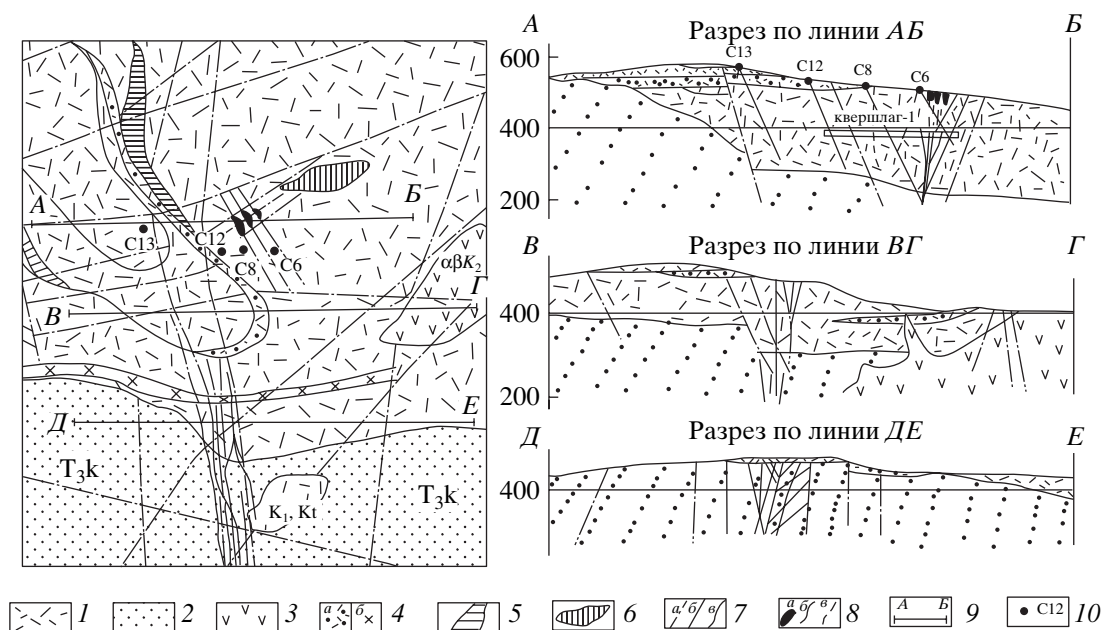 А
Б
С13
С12
С8
С6
αβK₂
В
Г
Д
Е
T₃k
T₃k
K₁, Kt
А
Разрез по линии АБ
Б
600
400
200
С13
С12
С8
С6
квершлаг-1
В
Разрез по линии ВГ
Г
400
200
Д
Разрез по линии ДЕ
Е
400
1
2
3
а
б
4
5
6
а
б
в
7
а
б
в
8
А
Б
9
С12
10